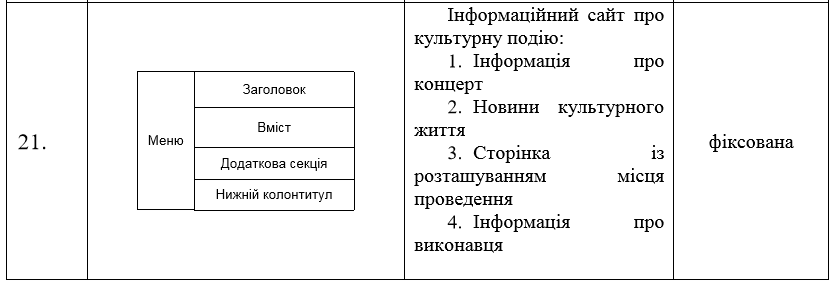 21.
Меню
Заголовок
Вміст
Додаткова секція
Нижній колонтитул
Інформаційний сайт про
культурну подію:
1. Інформація про
концерт
2. Новини культурного
життя
3. Сторінка із
розташуванням місця
проведення
4. Інформація про
виконавця
фіксована